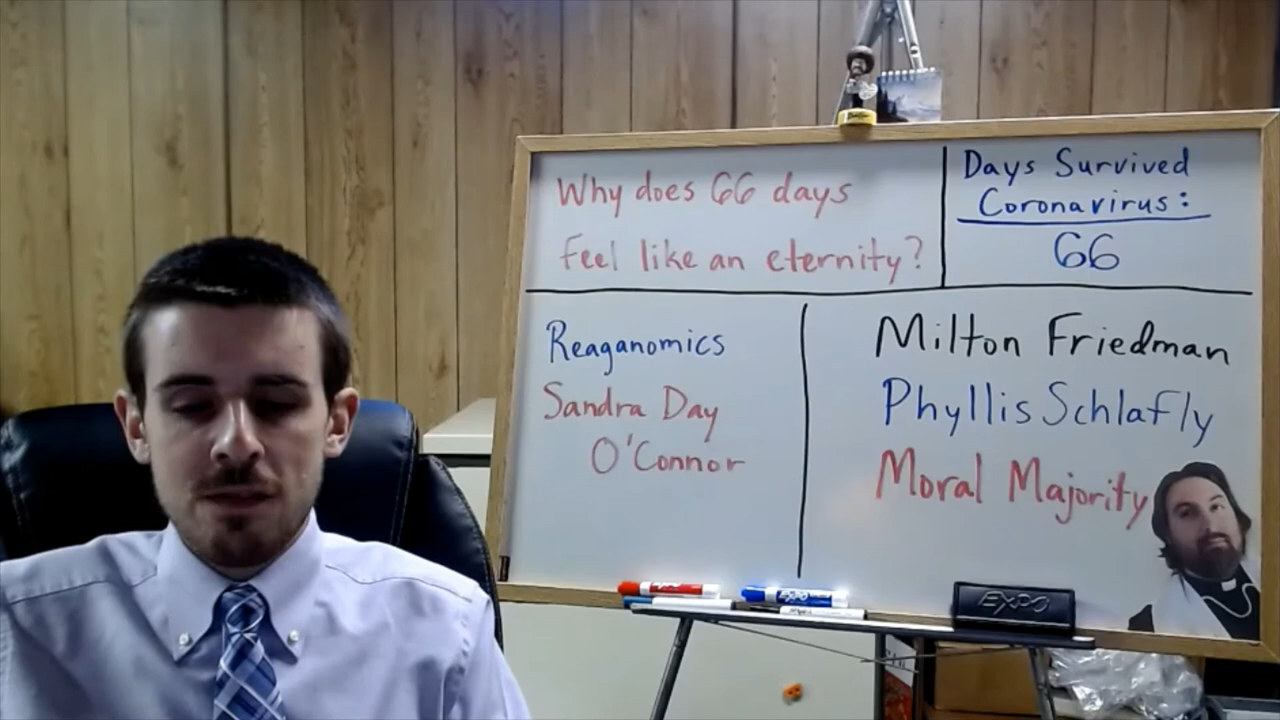 Why does 66 days
feel like an eternity?
Days Survived
Coronavirus:
66
Reaganomics
Sandra Day
O'Connor
Milton Friedman
Phyllis Schlafly
Moral Majority
EXPO
EXPO